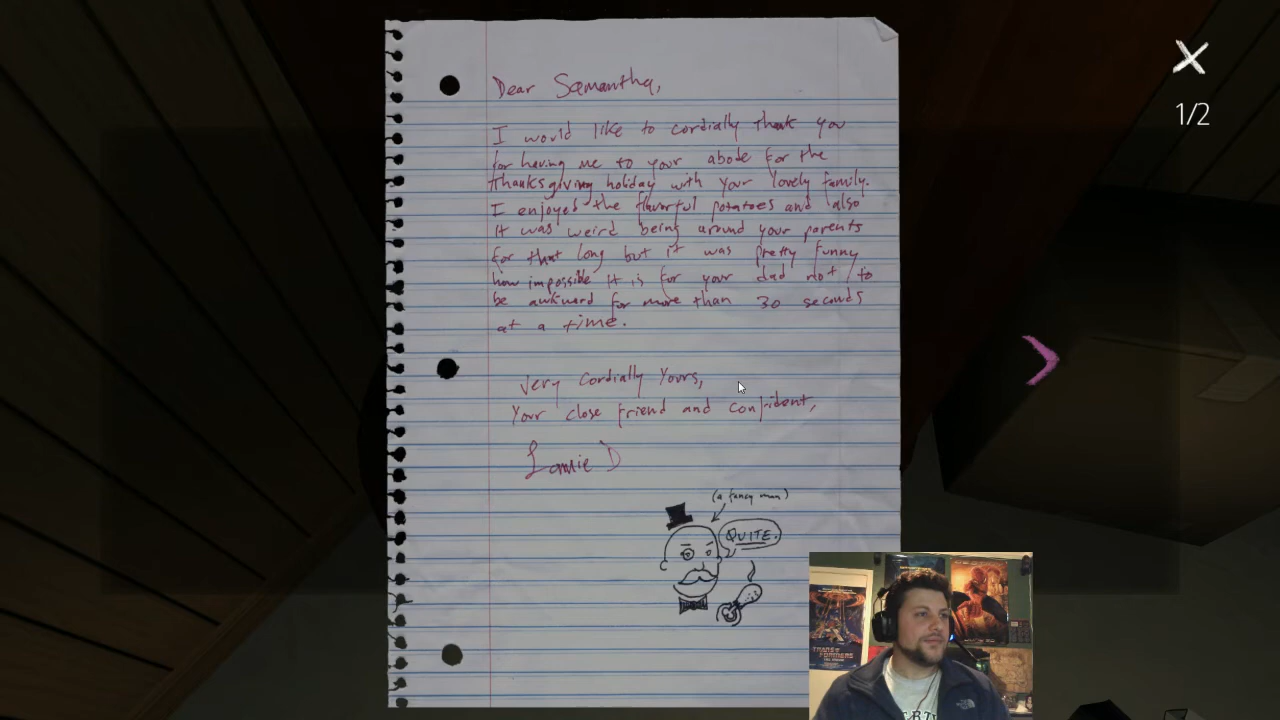 Dear Samantha,
I would like to cordially thank you
for having me to your abode for the
thanksgiving holiday with your lovely family.
I enjoyed the flavorful potatoes and also
it was weird being around your parents
for that long but it was pretty funny
how impossible it is for your dad not to
be awkward for more than 30 seconds
at a time.
Very Cordially Yours,
Your close friend and confident,
Lonnie D
(a fancy man)
QUITE.
1/2
TRANSFORMERS